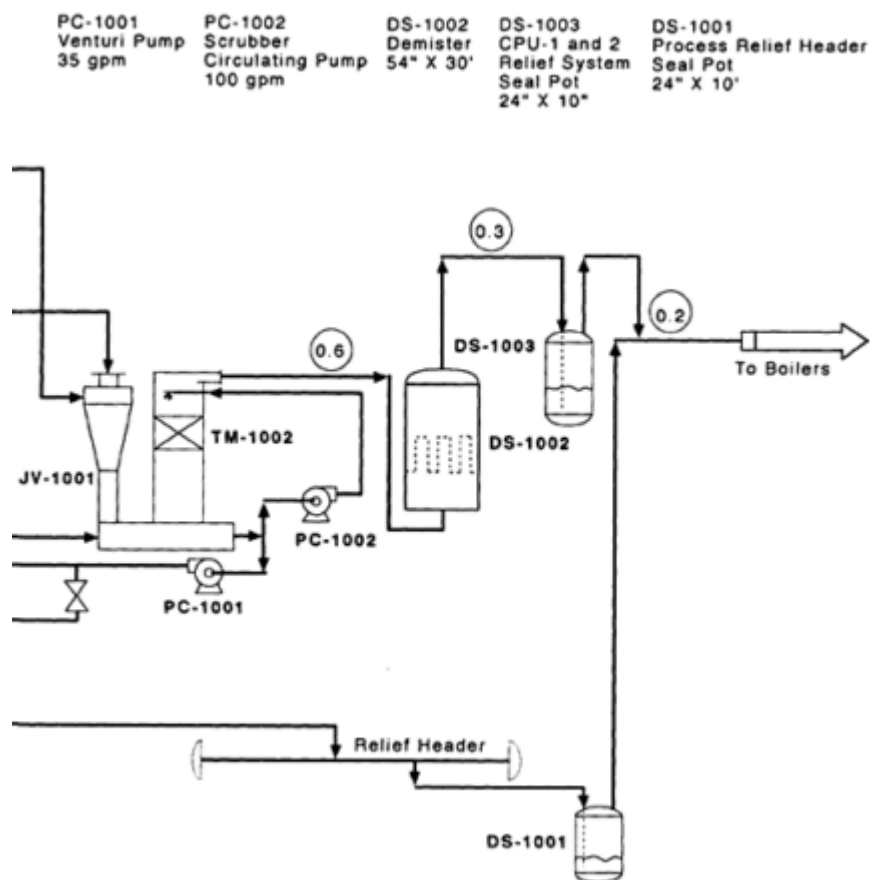 PC-1001
Venturi Pump
35 gpm
PC-1002
Scrubber
Circulating Pump
100 gpm
DS-1002
Demister
54" X 30'
DS-1003
CPU-1 and 2
Relief System
Seal Pot
24" X 10"
DS-1001
Process Relief Header
Seal Pot
24" X 10'
0.3
0.2
To Boilers
DS-1003
0.6
DS-1002
TM-1002
JV-1001
PC-1002
PC-1001
Relief Header
DS-1001